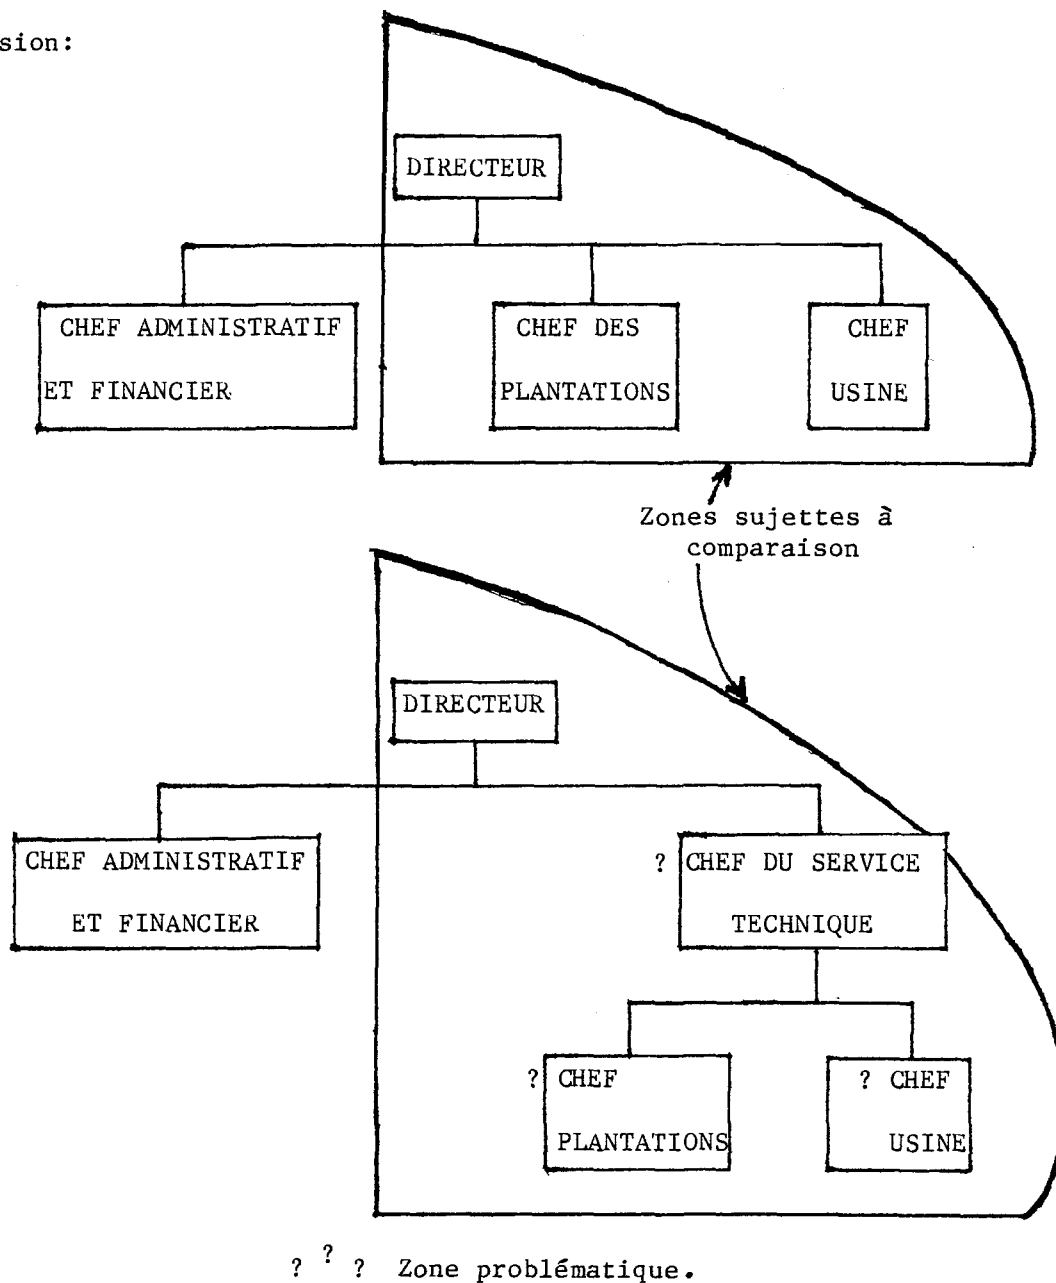 sion:
DIRECTEUR
CHEF ADMINISTRATIF
ET FINANCIER
CHEF DES
PLANTATIONS
CHEF
USINE
Zones sujettes à
comparaison
DIRECTEUR
CHEF ADMINISTRATIF
ET FINANCIER
? CHEF DU SERVICE
TECHNIQUE
? CHEF
PLANTATIONS
? CHEF
USINE
? ? ? Zone problématique.